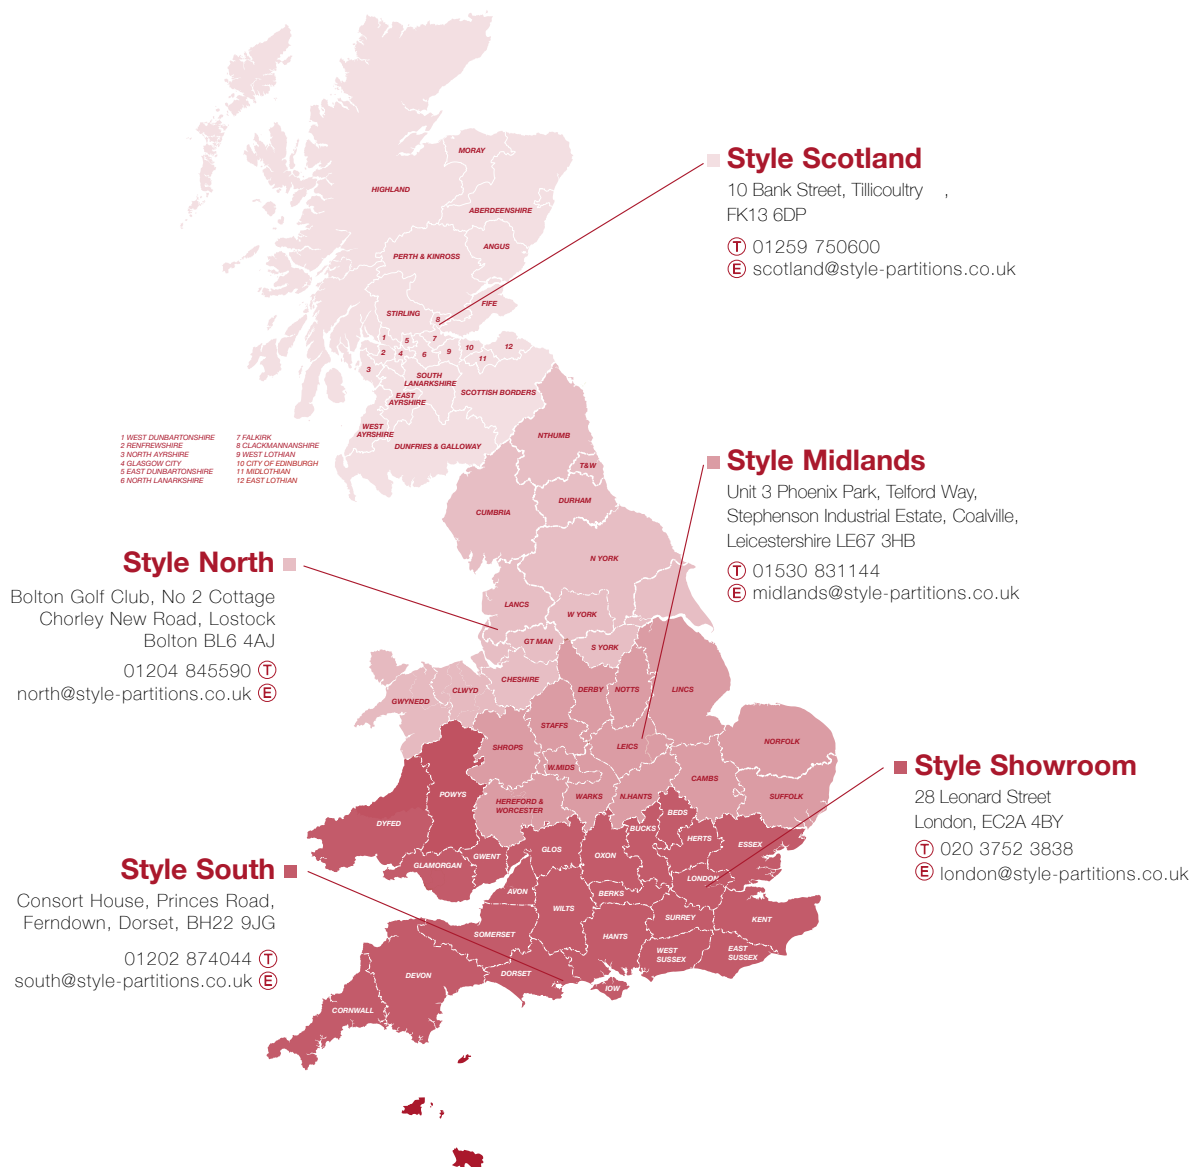 Style Scotland
10 Bank Street, Tillicoultry ,
FK13 6DP
T 01259 750600
E scotland@style-partitions.co.uk
Style Midlands
Unit 3 Phoenix Park, Telford Way,
Stephenson Industrial Estate, Coalville,
Leicestershire LE67 3HB
T 01530 831144
E midlands@style-partitions.co.uk
Style North
Bolton Golf Club, No 2 Cottage
Chorley New Road, Lostock
Bolton BL6 4AJ
01204 845590 T
north@style-partitions.co.uk E
Style Showroom
28 Leonard Street
London, EC2A 4BY
T 020 3752 3838
E london@style-partitions.co.uk
Style South
Consort House, Princes Road,
Ferndown, Dorset, BH22 9JG
01202 874044 T
south@style-partitions.co.uk E
1 WEST DUNBARTONSHIRE
2 RENFREWSHIRE
3 NORTH AYRSHIRE
4 GLASGOW CITY
5 EAST DUNBARTONSHIRE
6 NORTH LANARKSHIRE
7 FALKIRK
8 CLACKMANNANSHIRE
9 WEST LOTHIAN
10 CITY OF EDINBURGH
11 MIDLOTHIAN
12 EAST LOTHIAN
MORAY
HIGHLAND
ABERDEENSHIRE
ANGUS
PERTH & KINROSS
FIFE
STIRLING
8
1
5
7
2
4
6
9
10
11
12
3
SOUTH
LANARKSHIRE
EAST
AYRSHIRE
SCOTTISH BORDERS
WEST
AYRSHIRE
DUNFRIES & GALLOWAY
NTHUMB
T&W
DURHAM
CUMBRIA
N YORK
LANCS
W YORK
GT MAN
S YORK
CHESHIRE
CLWYD
GWYNEDD
DERBY
NOTTS
LINCS
STAFFS
SHROPS
LEICS
NORFOLK
W.MIDS
CAMBS
POWYS
HEREFORD &
WORCESTER
WARKS
N.HANTS
SUFFOLK
DYFED
BEDS
BUCKS
HERTS
ESSEX
GLOS
OXON
GWENT
GLAMORGAN
LONDON
AVON
BERKS
WILTS
SURREY
KENT
SOMERSET
HANTS
WEST
SUSSEX
EAST
SUSSEX
DEVON
DORSET
IOW
CORNWALL